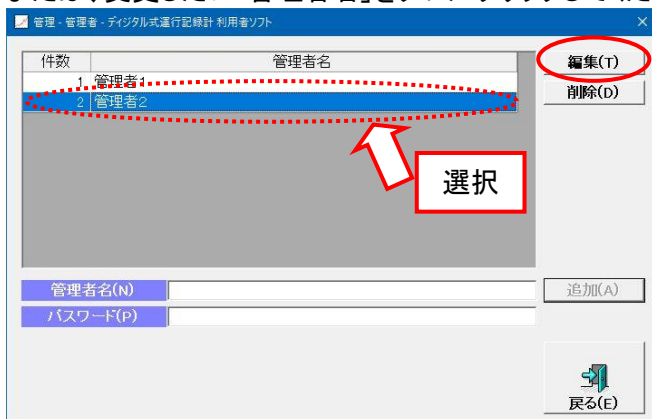 管理 - 管理者 - ディジタル式運行記録計 利用者ソフト
件数 管理者名
1 管理者1
2 管理者2
編集(T)
削除(D)
選択
管理者名(N)
追加(A)
パスワード(P)
戻る(E)